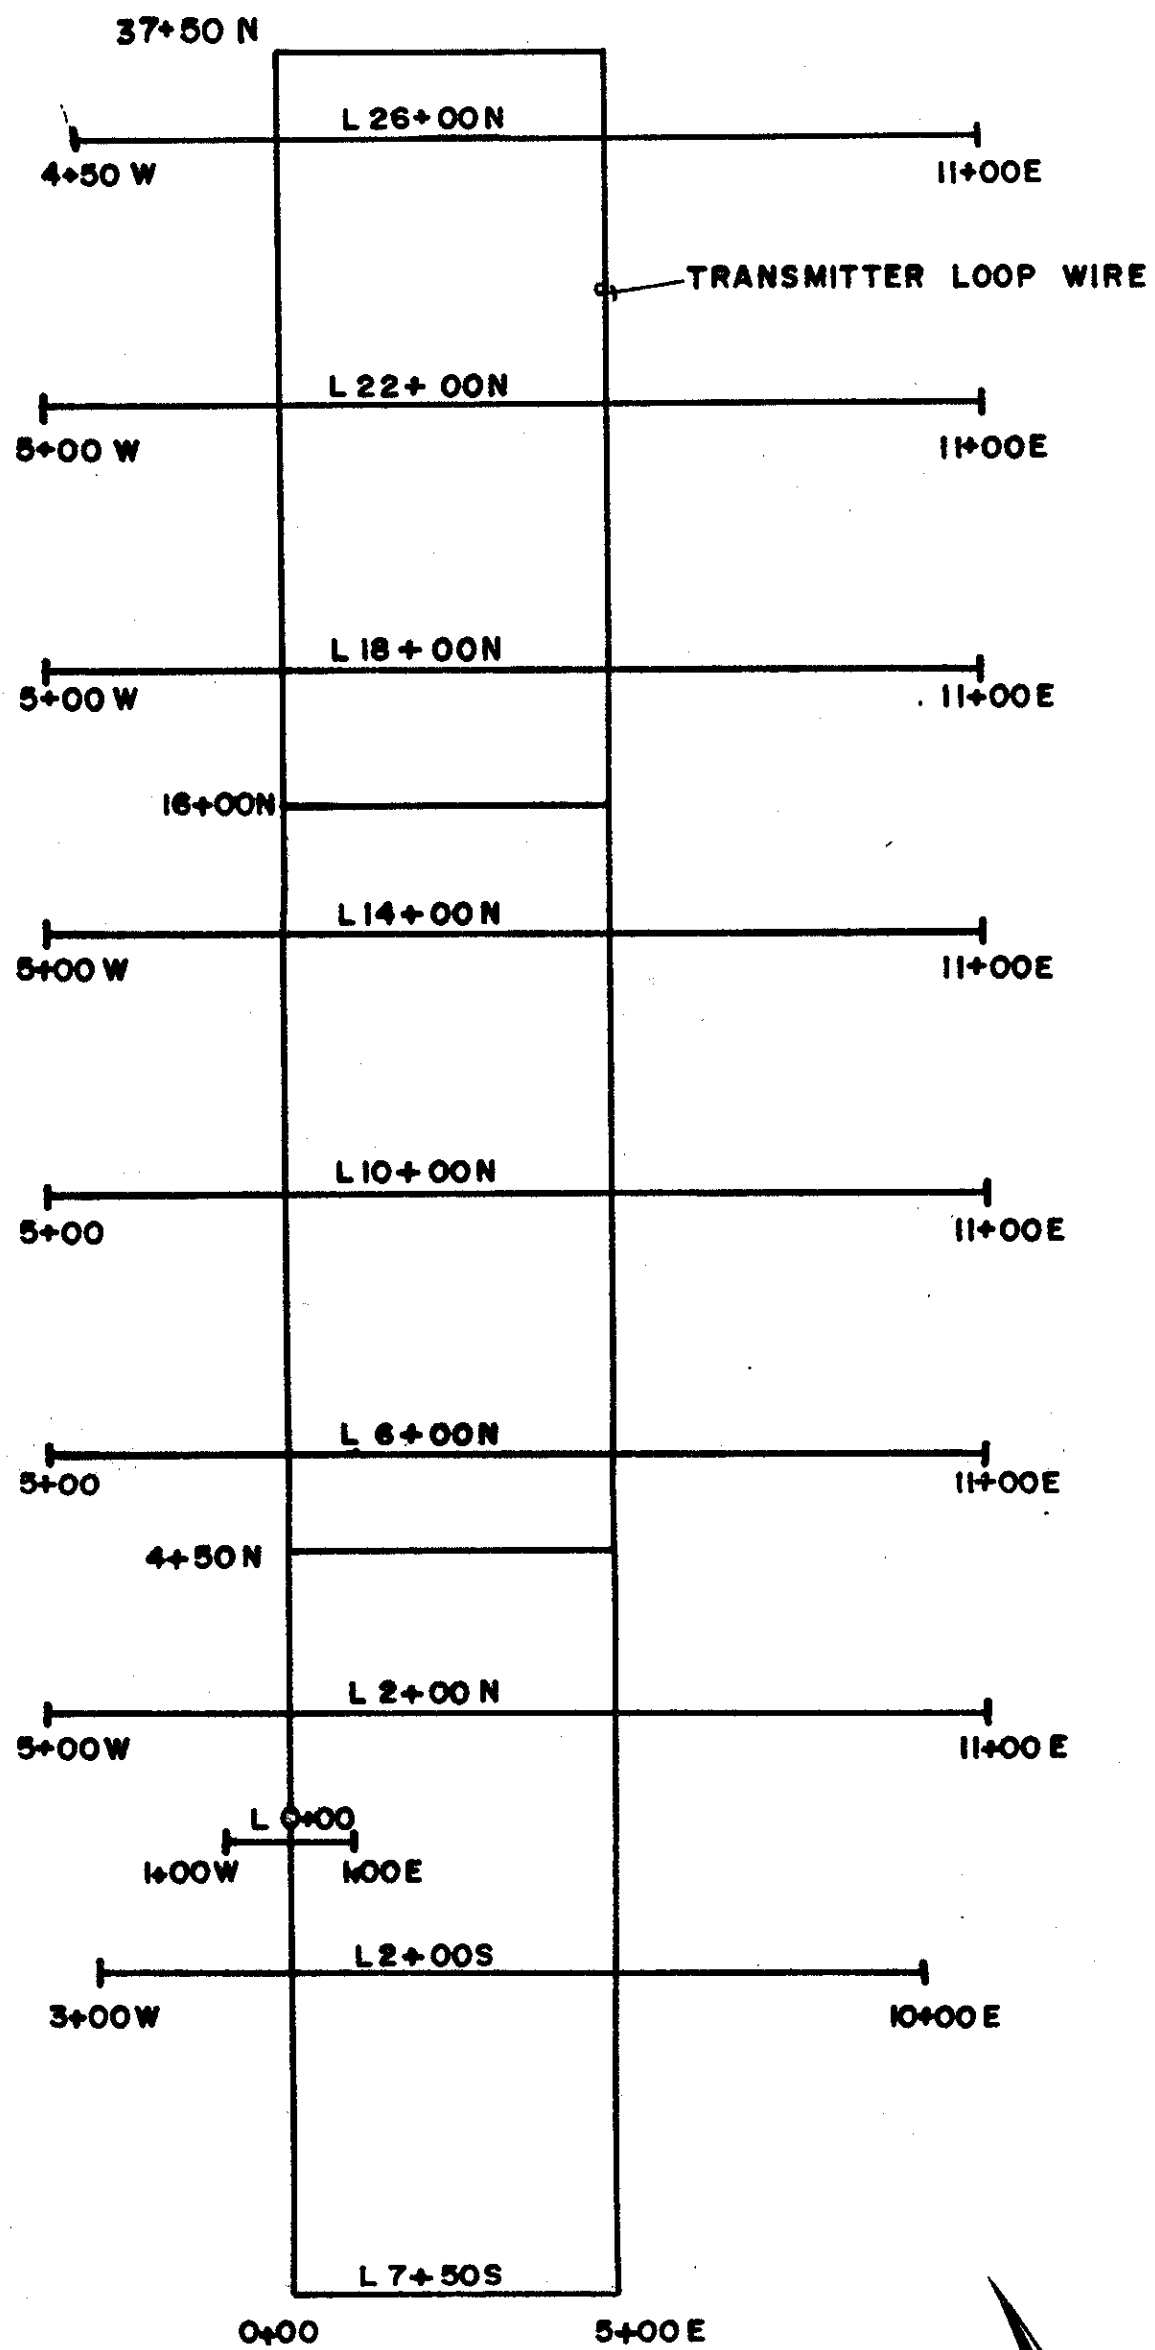 37+50 N
L 26+00N
4+50 W
11+00E
TRANSMITTER LOOP WIRE
L 22+ 00N
5+00 W
11+00E
L 18 + 00N
5+00 W
11+00E
16+00N
L 14+ 00N
5+00 W
11+00E
L 10+ 00N
5+00
11+00E
L 6+00N
5+00
11+00E
4+50 N
L 2+00 N
5+00W
11+00 E
L 0+00
1+00W
1+00E
L 2+ 00S
3+00W
10+00E
L 7+ 50S
0+00
5+00E